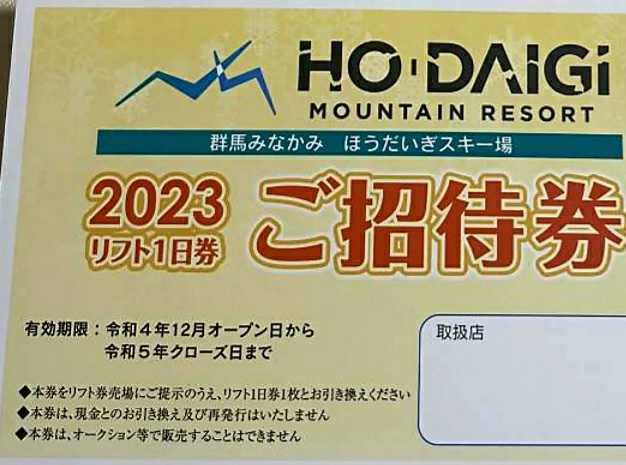 HO·DAIGI
MOUNTAIN RESORT
群馬みなかみ ほうだいぎスキー場
2023
リフト1日券
ご招待券
有効期限：令和4年12月オープン日から
令和5年クローズ日まで
取扱店
◆本券をリフト券売場にご提示のうえ、リフト1日券1枚とお引き換えください
◆本券は、現金とのお引き換え及び再発行はいたしません
◆本券は、オークション等で販売することはできません